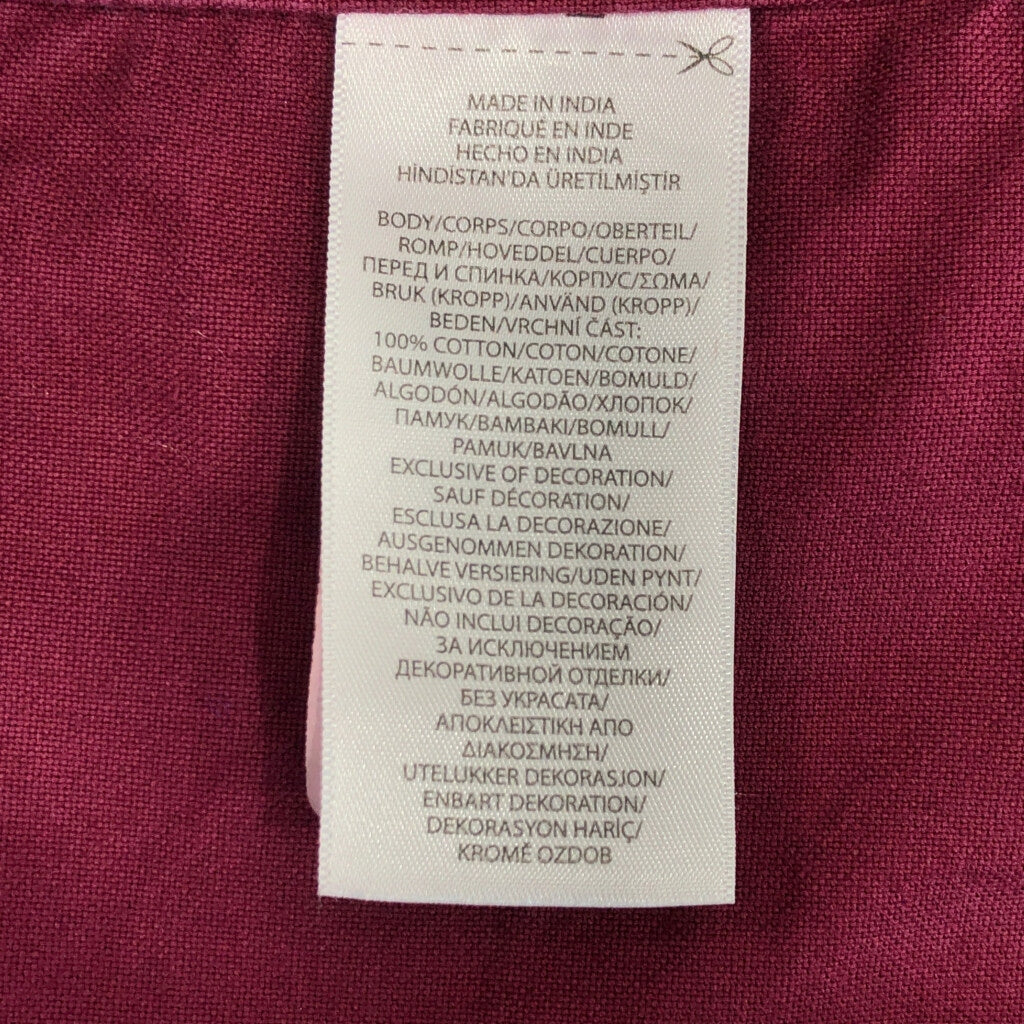 MADE IN INDIA
FABRIQUÉ EN INDE
HECHO EN INDIA
HİNDİSTAN'DA ÜRETİLMİŞTİR
BODY/CORPS/CORPO/OBERTEIL/
ROMP/HOVEDDEL/CUERPO/
ПЕРЕД И СПИНКА/КОРПУС/ΣΩΜΑ/
BRUK (KROPP)/ANVÄND (KROPP)/
BEDEN/VRCHNÍ ČÁST:
100% COTTON/COTON/COTONE/
BAUMWOLLE/KATOEN/BOMULD/
ALGODÓN/ALGODÃO/ХЛОПОК/
ПАМУК/BAMBAKI/BOMULL/
PAMUK/BAVLNA
EXCLUSIVE OF DECORATION/
SAUF DÉCORATION/
ESCLUSA LA DECORAZIONE/
AUSGENOMMEN DEKORATION/
BEHALVE VERSIERING/UDEN PYNT/
EXCLUSIVO DE LA DECORACIÓN/
NÃO INCLUI DECORAÇÃO/
ЗА ИСКЛЮЧЕНИЕМ
ДЕКОРАТИВНОЙ ОТДЕЛКИ/
БЕЗ УКРАСАТА/
ΑΠΟΚΛΕΙΣΤΙΚΗ ΑΠΟ
ΔΙΑΚΟΣΜΗΣΗ/
UTELUKKER DEKORASJON/
ENBART DEKORATION/
DEKORASYON HARİÇ/
KROMĚ OZDOB